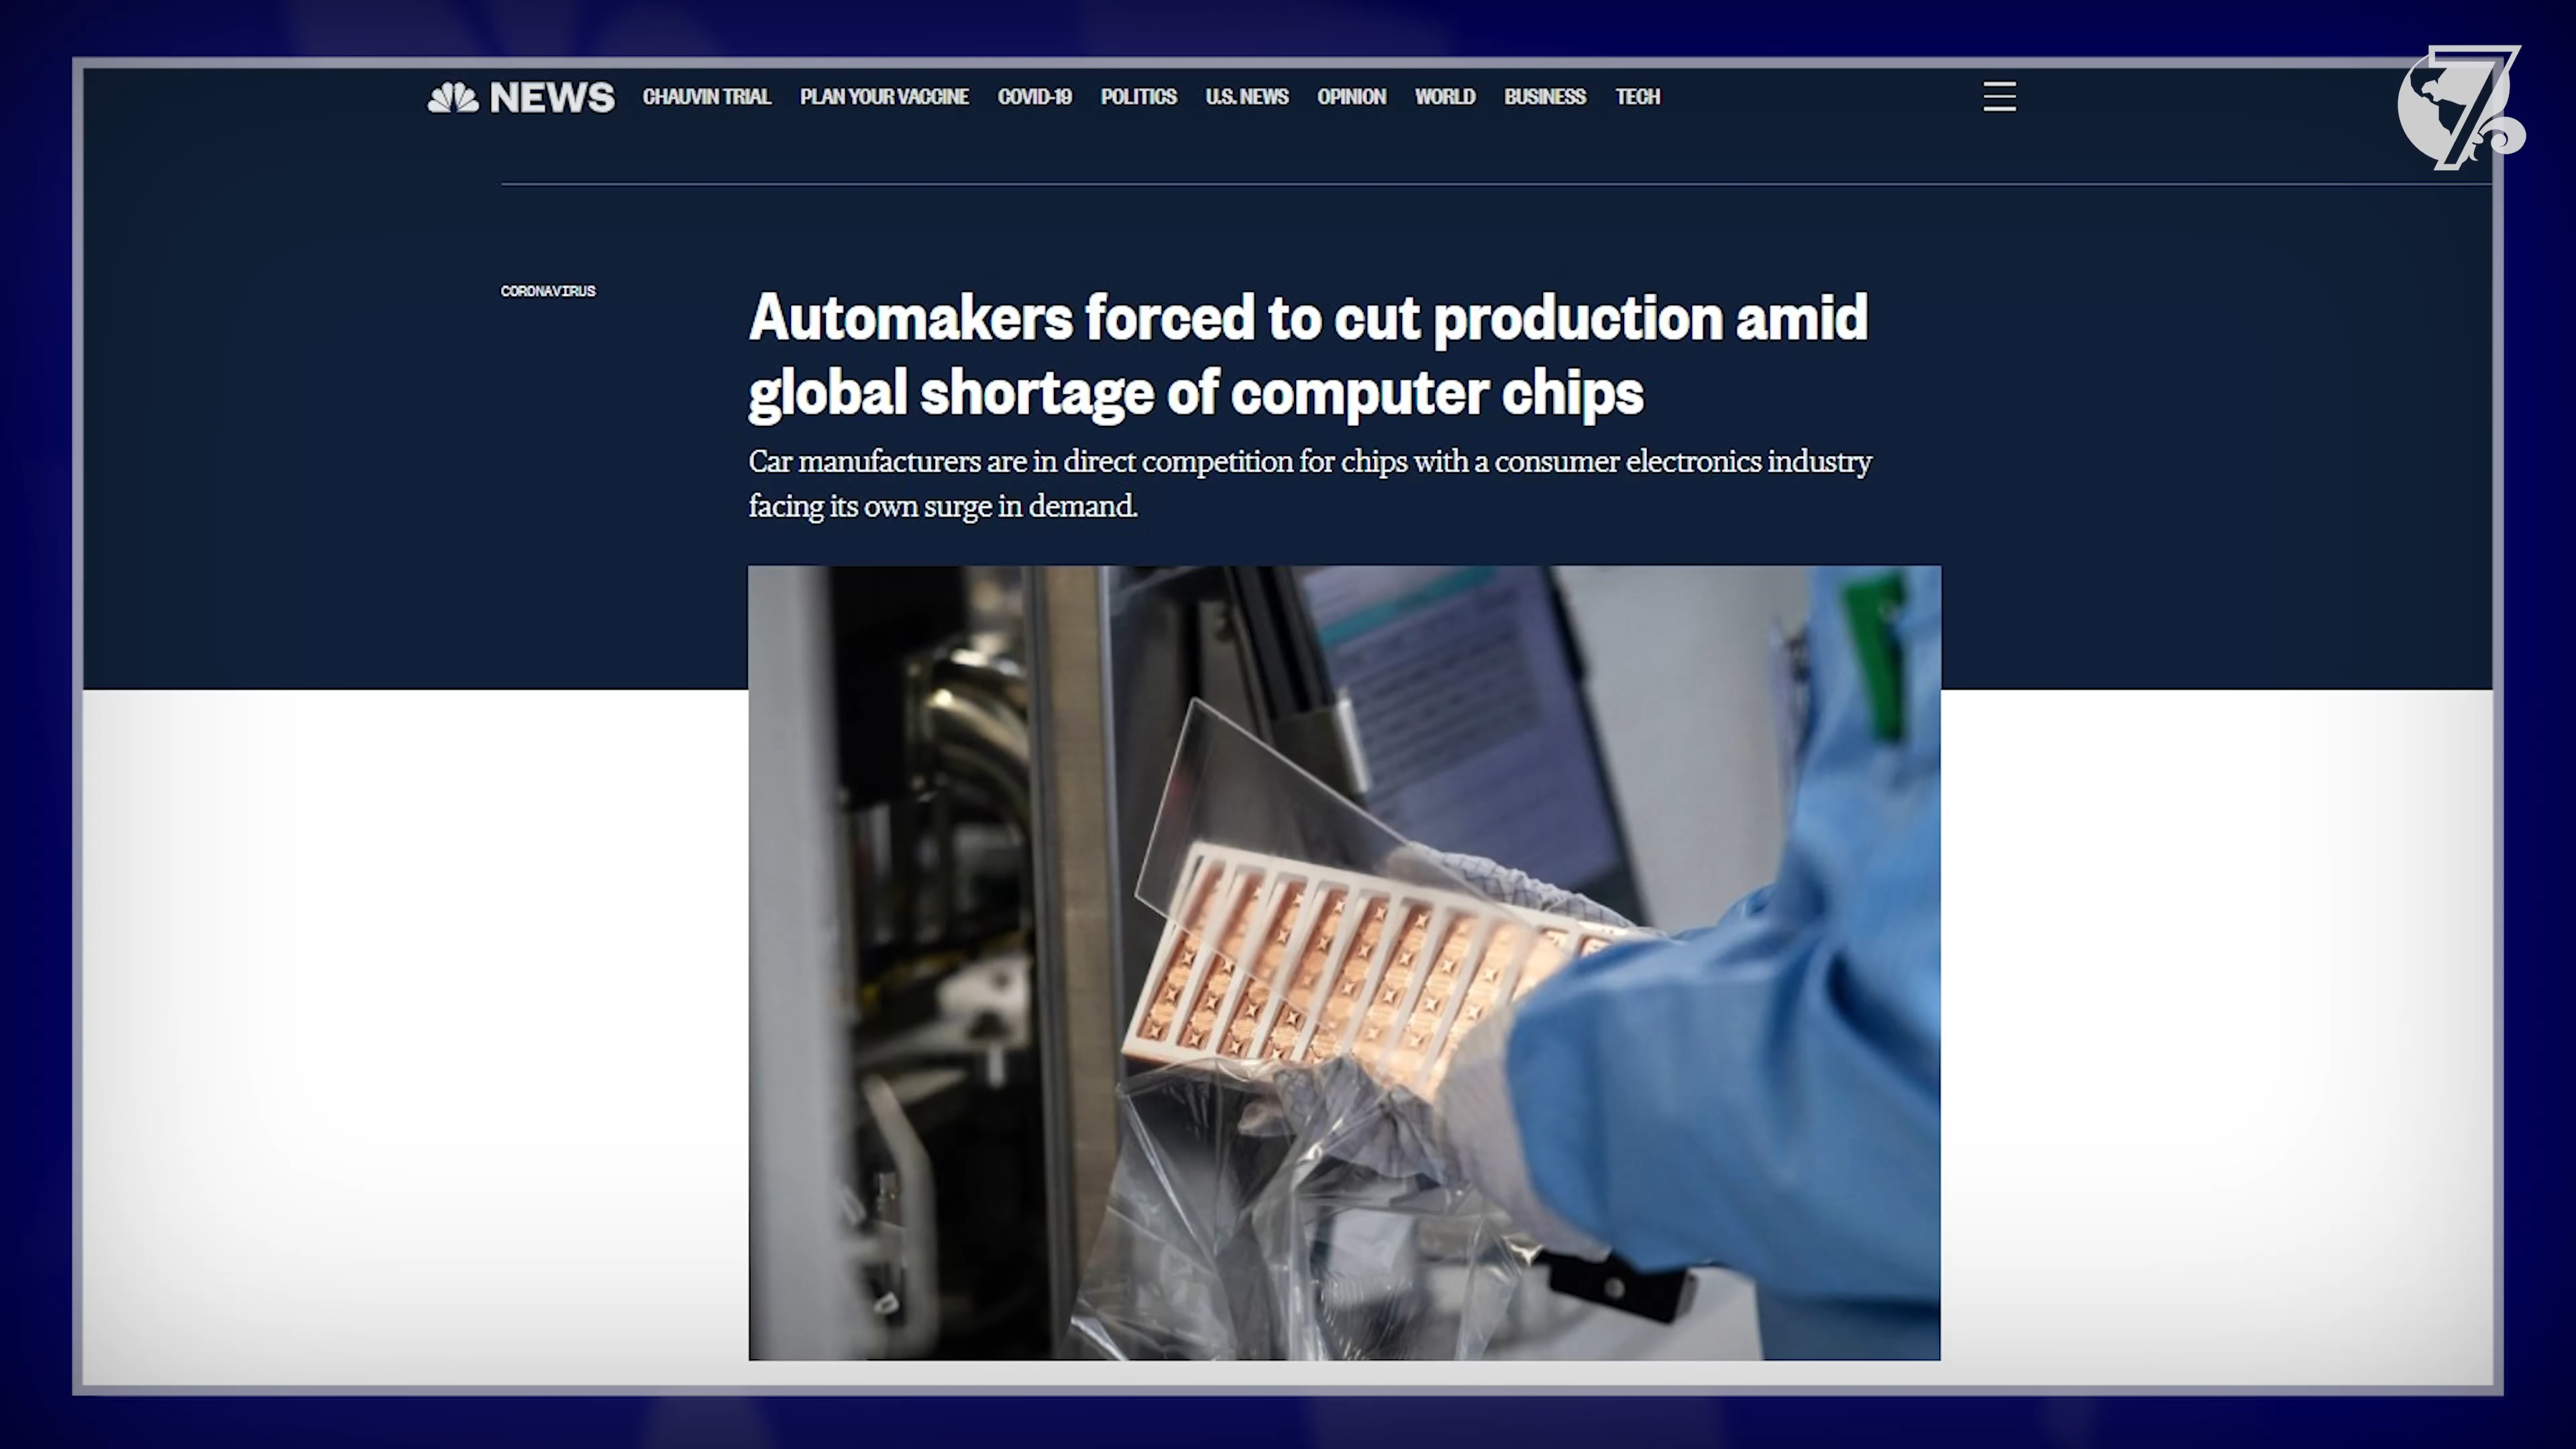 NEWS CHAUVIN TRIAL PLAN YOUR VACCINE COVID-19 POLITICS U.S. NEWS OPINION WORLD BUSINESS TECH
7
CORONAVIRUS
Automakers forced to cut production amid
global shortage of computer chips
Car manufacturers are in direct competition for chips with a consumer electronics industry
facing its own surge in demand.